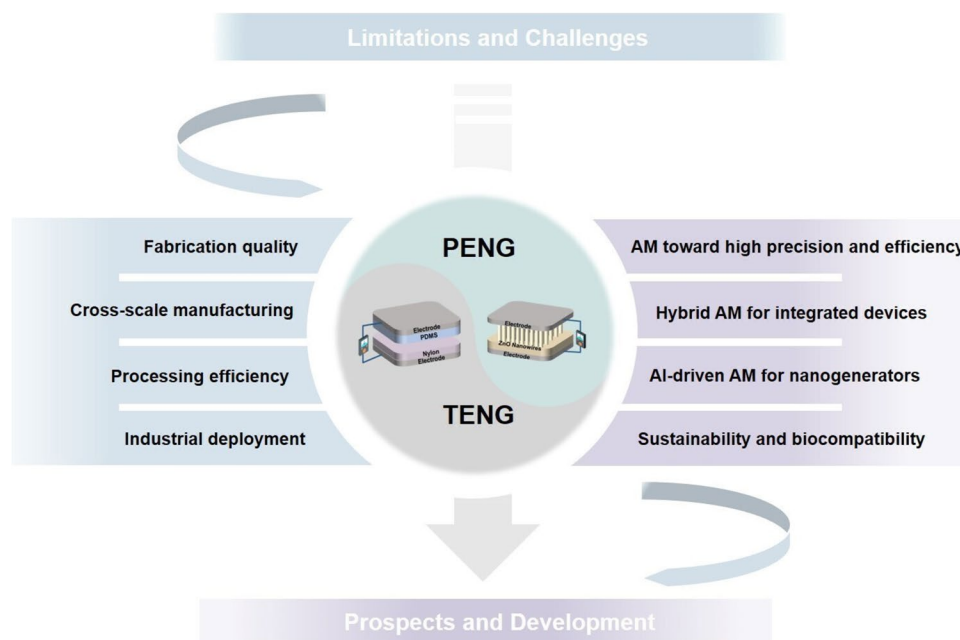 Limitations and Challenges
Fabrication quality
Cross-scale manufacturing
Processing efficiency
Industrial deployment
PENG
Electrode
PDMS
Nylon
Electrode
Electrode
ZnO Nanowires
Electrode
TENG
AM toward high precision and efficiency
Hybrid AM for integrated devices
AI-driven AM for nanogenerators
Sustainability and biocompatibility
Prospects and Development